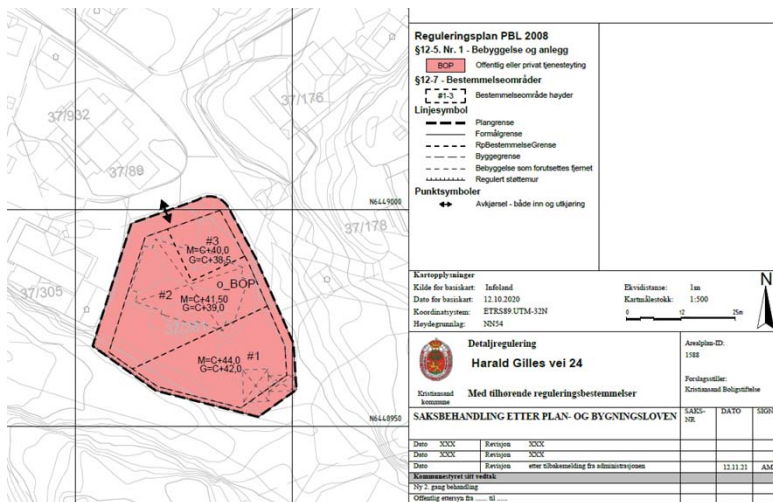 37/932
37/176
37/89
N6449000
37/178
#3
M=C+40,0
G=C+38,5
37/305
o_BOP
#2
M=C+41,50
G=C+39,0
M=C+44,0
#1
G=C+42,0
N6448950
Reguleringsplan PBL 2008
§12-5. Nr. 1 - Bebyggelse og anlegg
BOP Offentlig eller privat tjenesteyting
§12-7 - Bestemmelseområder
#1-3 Bestemmelseområde høyder
Linjesymbol
Plangrense
Formålgrense
RpBestemmelseGrense
Byggegrense
Bebyggelse som forutsettes fjernet
Regulert støttemur
Punktsymboler
Avkjørsel - både inn og utkjøring
Kartopplysninger
Kilde for basiskart: Infoland
Dato for basiskart: 12.10.2020
Koordinatsystem: ETRS89.UTM-32N
Høydegrunnlag: NN54
Ekvidistanse: 1m
Kartmålestokk: 1:500
0 12 25m
N
Kristiansand
kommune
Detaljregulering
Harald Gilles vei 24
Med tilhørende reguleringsbestemmelser
Arealplan-ID:
1588
Forslagsstiller:
Kristiansand Boligstiftelse
SAKSBEHANDLING ETTER PLAN- OG BYGNINGSLOVEN
SAKS-
NR
DATO
SIGN
Dato XXX Revisjon XXX
Dato XXX Revisjon XXX
Dato Revisjon etter tilbakemelding fra administrasjonen 12.11.21 AM
Kommunestyret sitt vedtak
Ny 2. gang behandling
Offentlig ettersyn fra ...... til ......